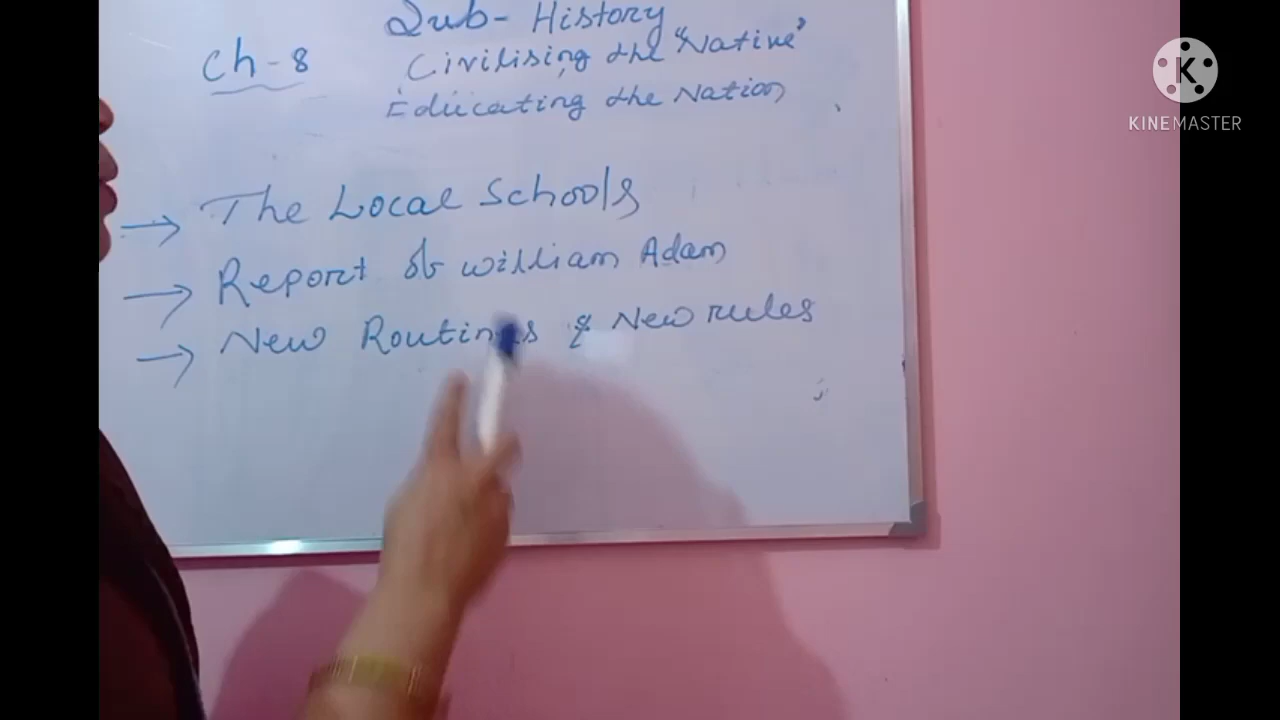 Sub- History
Ch-8
Civilising the "Native"
Educating the Nation
→ The Local Schools
→ Report of William Adam
→ New Routines & New rules
K
KINEMASTER